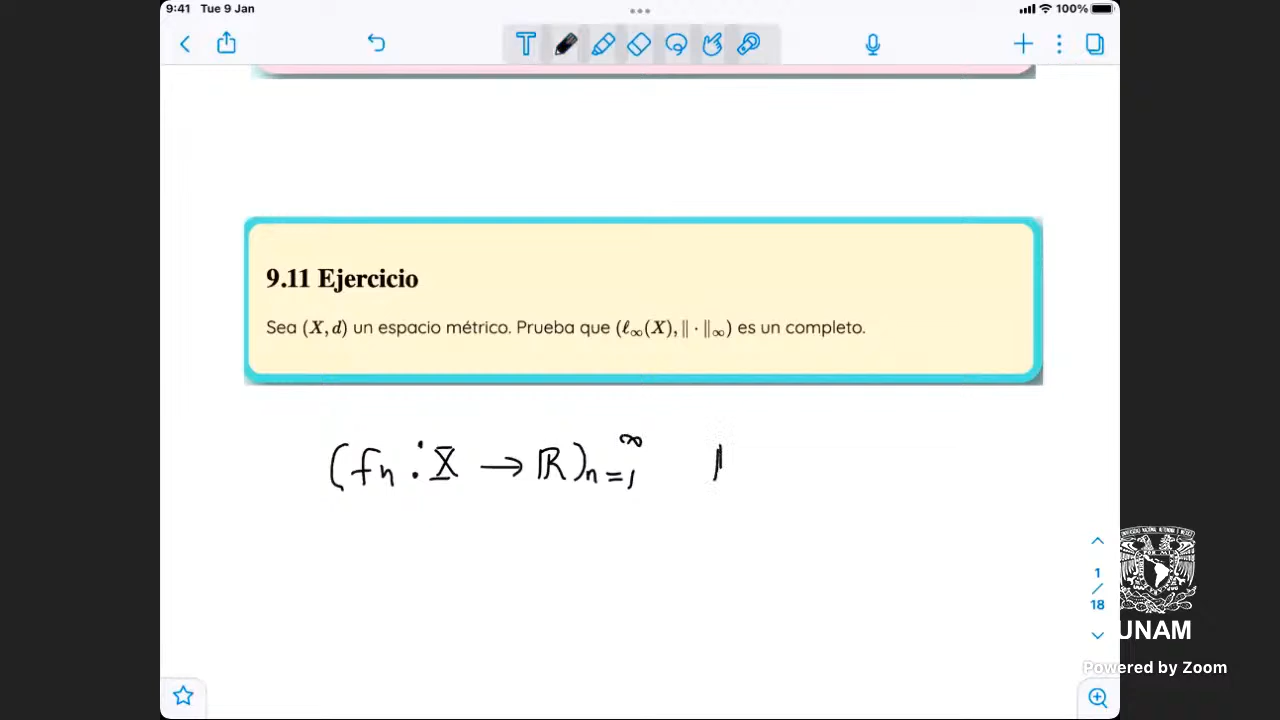 9:41 Tue 9 Jan
100%
9.11 Ejercicio
Sea (X, d) un espacio métrico. Prueba que (ℓ∞(X), ‖ · ‖∞) es un completo.
(fn : X → ℝ)n=1^∞
1
/
18
UNAM
Powered by Zoom